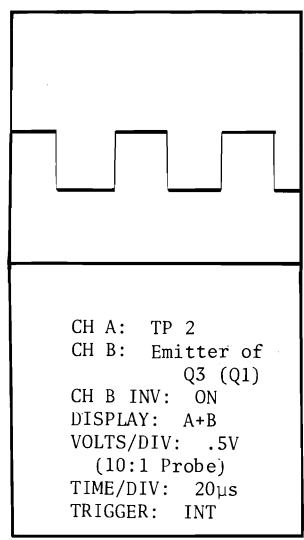 CH A: TP 2
CH B: Emitter of
Q3 (Q1)
CH B INV: ON
DISPLAY: A+B
VOLTS/DIV: .5V
(10:1 Probe)
TIME/DIV: 20µs
TRIGGER: INT